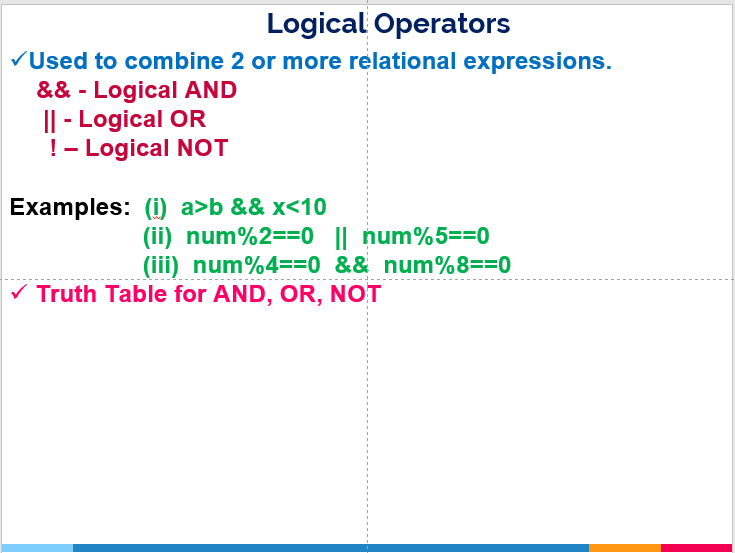 Logical Operators
✓Used to combine 2 or more relational expressions.
&& - Logical AND
|| - Logical OR
! – Logical NOT
Examples: (i) a>b && x<10
(ii) num%2==0 || num%5==0
(iii) num%4==0 && num%8==0
✓ Truth Table for AND, OR, NOT